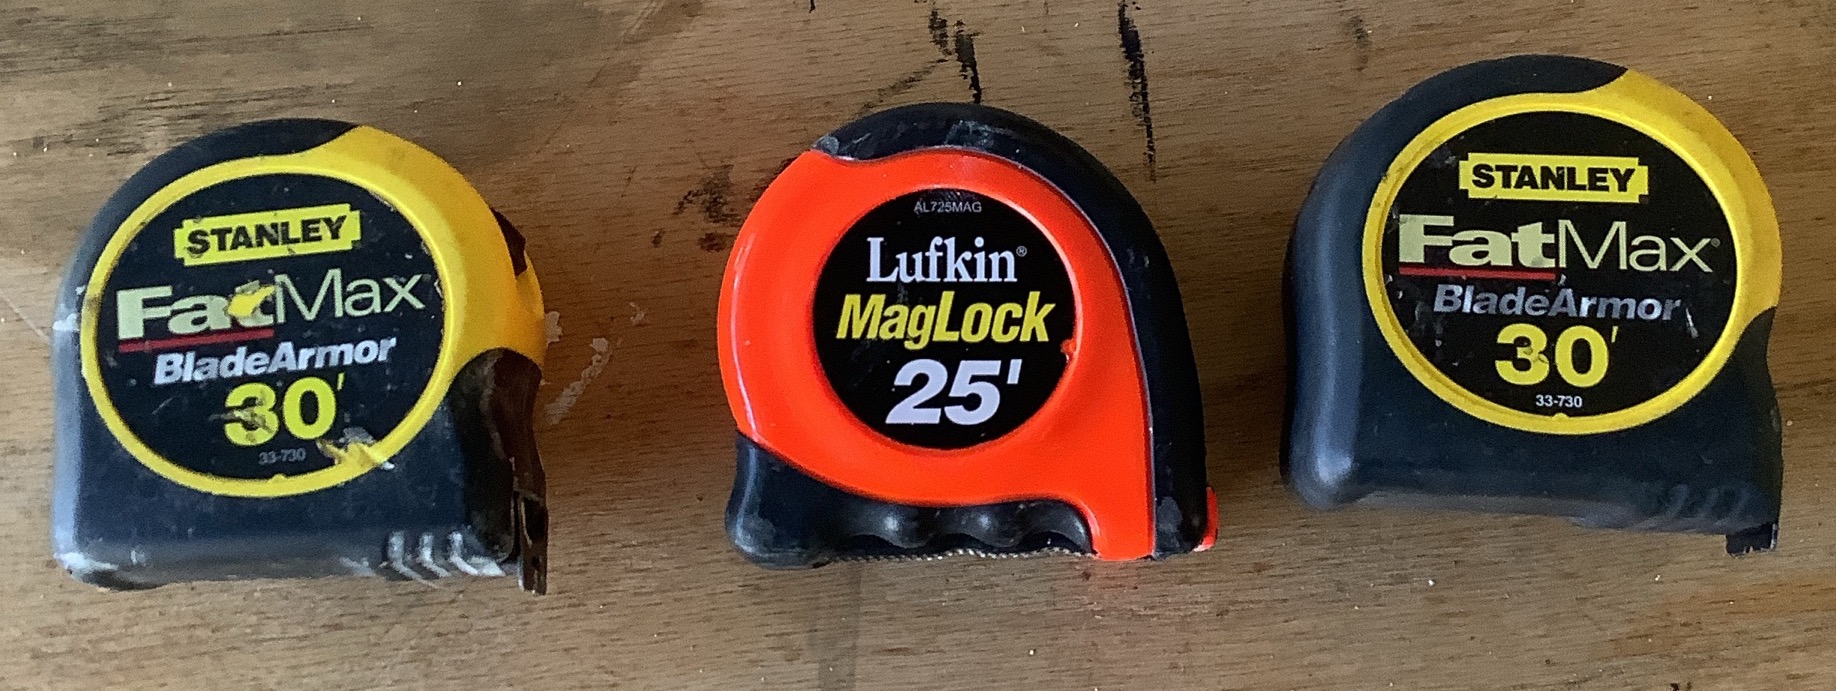 STANLEY
FatMax
BladeArmor
30'
33-730
AL725MAG
Lufkin®
MagLock
25'
STANLEY
FatMax
BladeArmor
30'
33-730